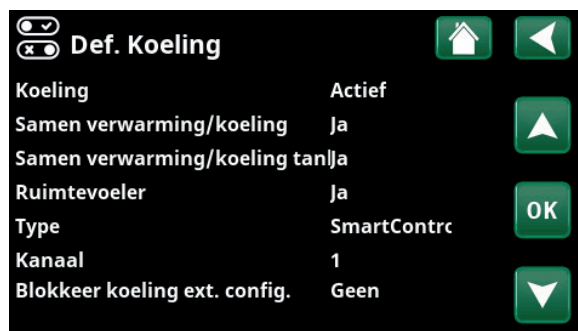 Def. Koeling
Koeling Actief
Samen verwarming/koeling Ja
Samen verwarming/koeling tan Ja
Ruimtevoeler Ja
Type SmartContrc
Kanaal 1
Blokkeer koeling ext. config. Geen
OK